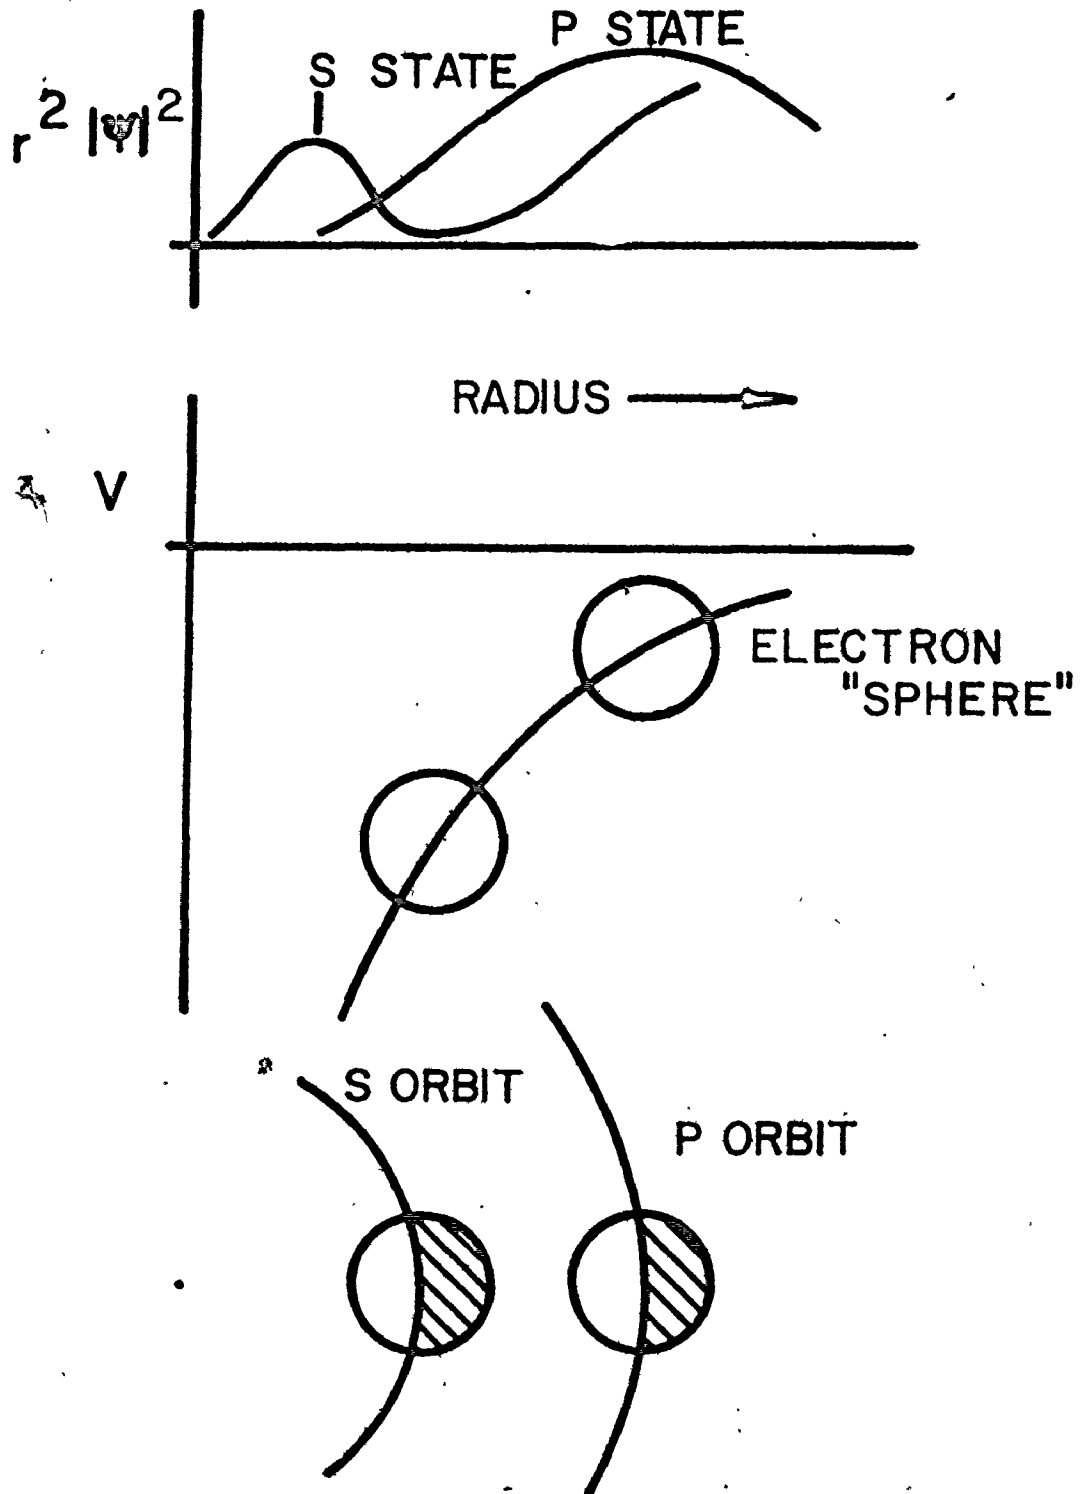 P STATE
S STATE
r² |Ψ|²
RADIUS
V
ELECTRON
"SPHERE"
S ORBIT
P ORBIT